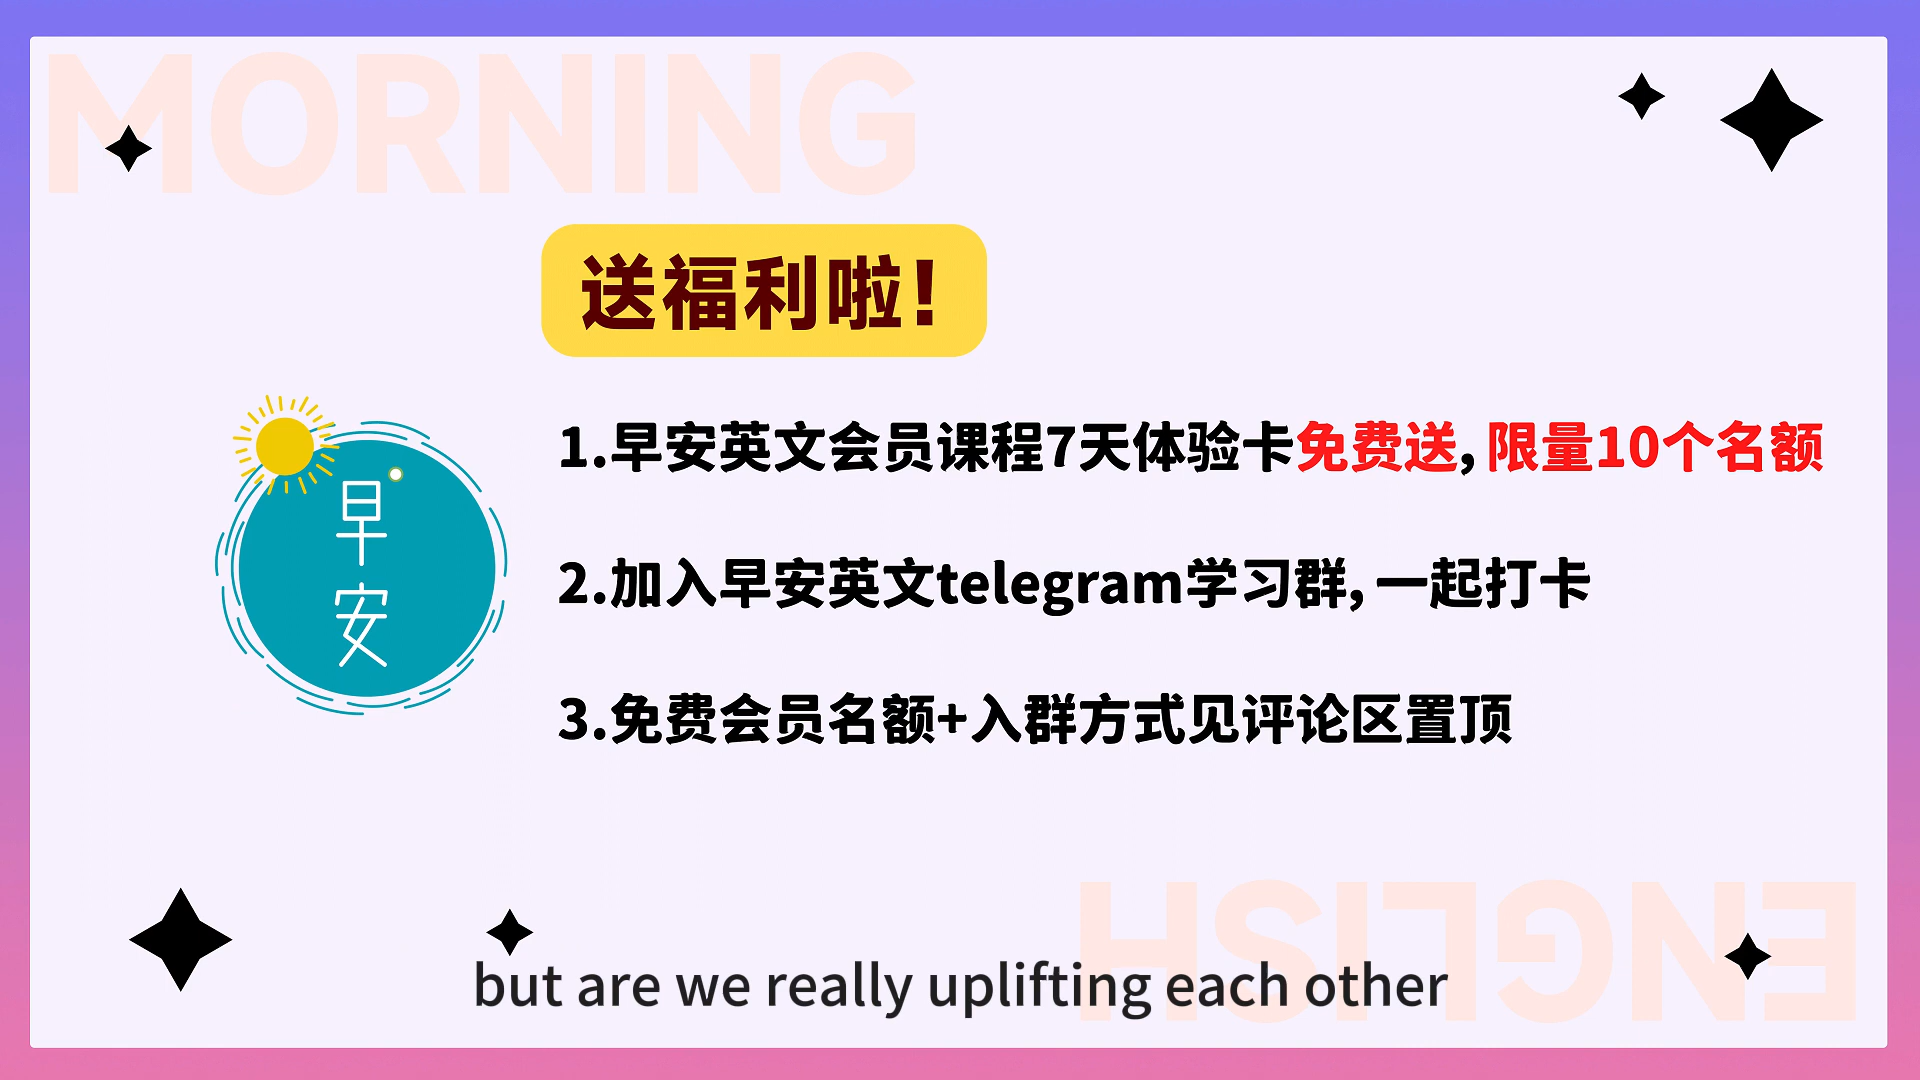 MORNING
送福利啦!
1.早安英文会员课程7天体验卡免费送,限量10个名额
早安
2.加入早安英文telegram学习群,一起打卡
3.免费会员名额+入群方式见评论区置顶
ENGLISH
but are we really uplifting each other